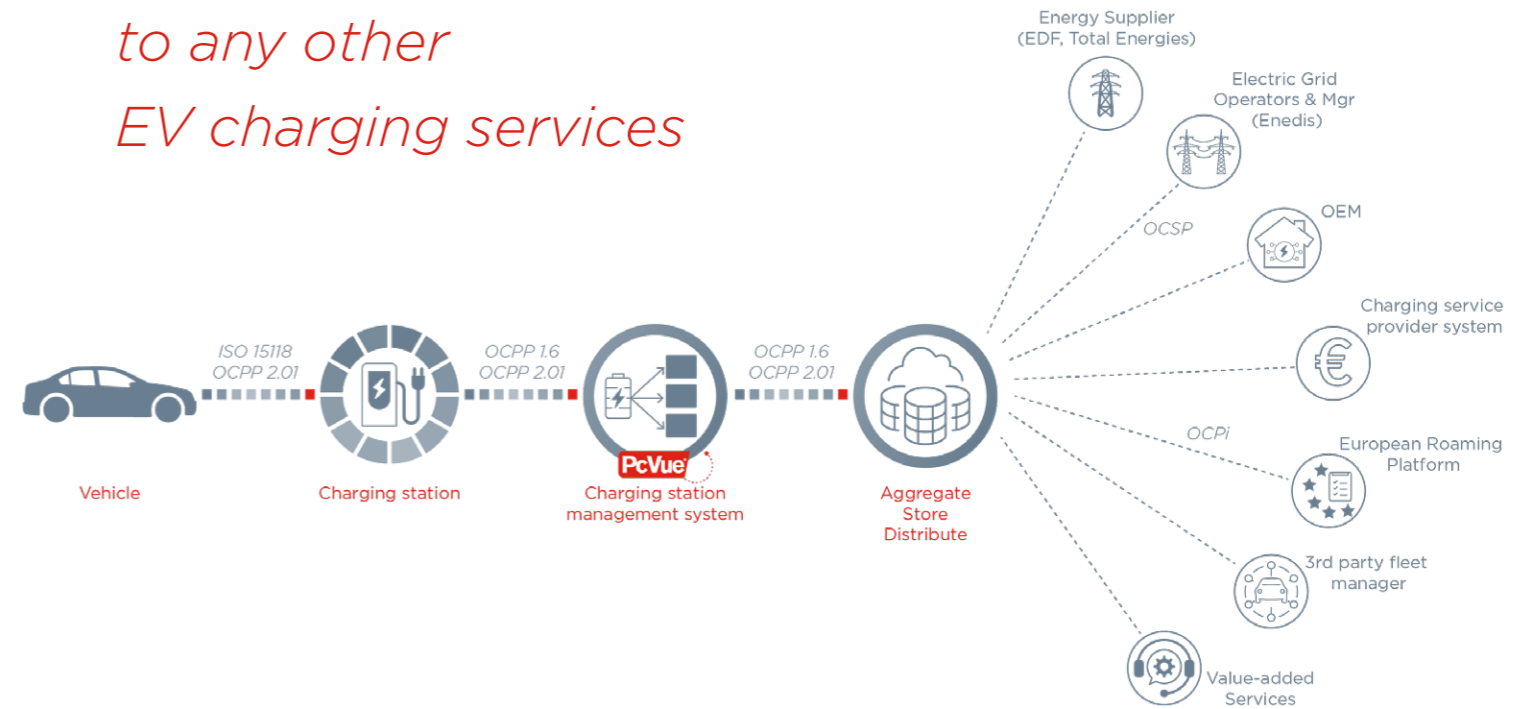 to any other
EV charging services
Energy Supplier
(EDF, Total Energies)
Electric Grid
Operators & Mgr
(Enedis)
OCSP
OEM
Charging service
provider system
ISO 15118
OCPP 2.01
OCPP 1.6
OCPP 2.01
OCPP 1.6
OCPP 2.01
€
OCPi
European Roaming
Platform
PcVue
Vehicle
Charging station
Charging station
management system
Aggregate
Store
Distribute
3rd party fleet
manager
Value-added
Services